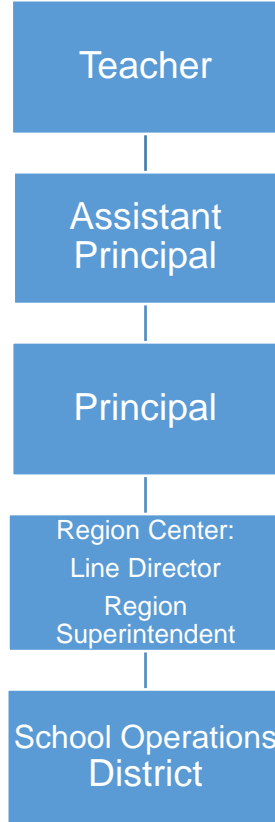 Teacher
Assistant
Principal
Principal
Region Center:
Line Director
Region
Superintendent
School Operations
District